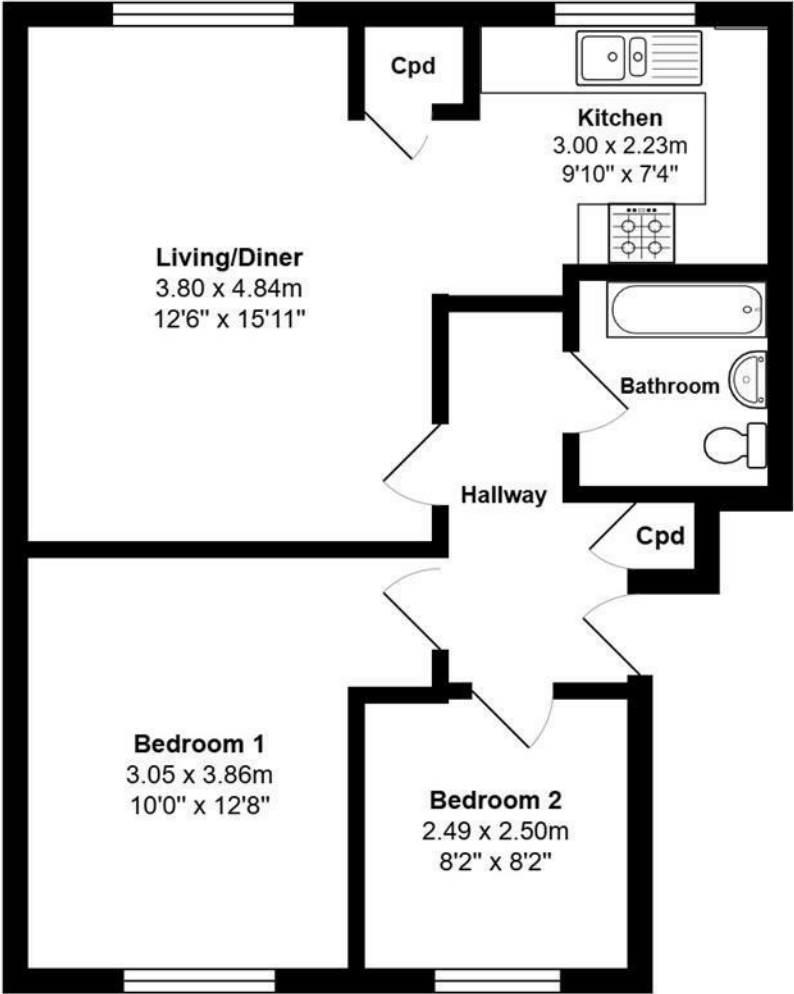 Cpd
Kitchen
3.00 x 2.23m
9'10" x 7'4"
Living/Diner
3.80 x 4.84m
12'6" x 15'11"
Bathroom
Hallway
Cpd
Bedroom 1
3.05 x 3.86m
10'0" x 12'8"
Bedroom 2
2.49 x 2.50m
8'2" x 8'2"